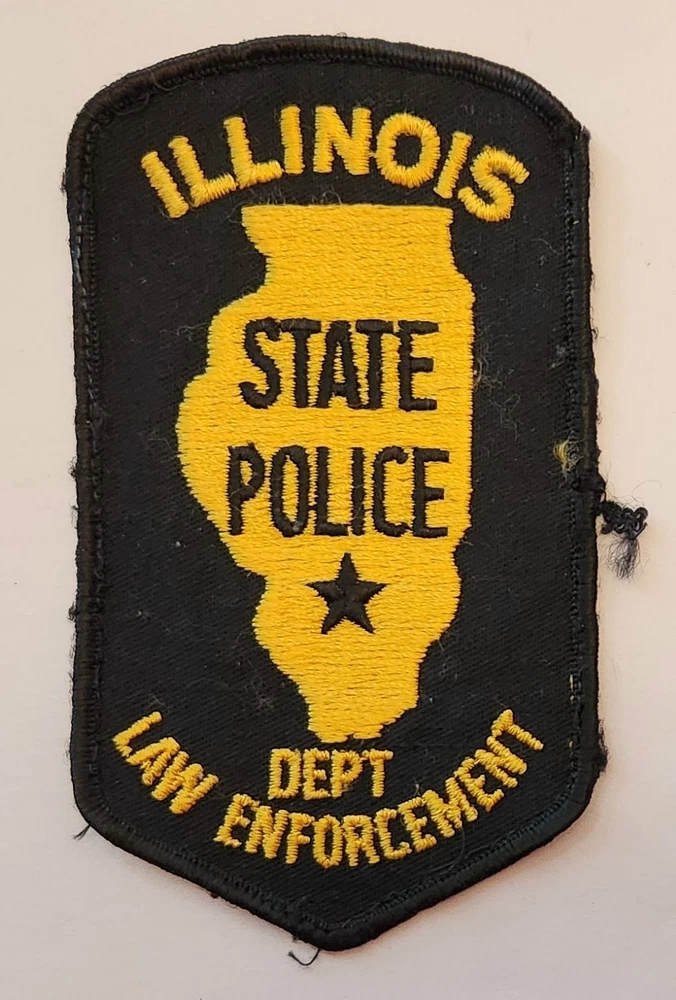 ILLINOIS
STATE
POLICE
DEPT
LAW ENFORCEMENT